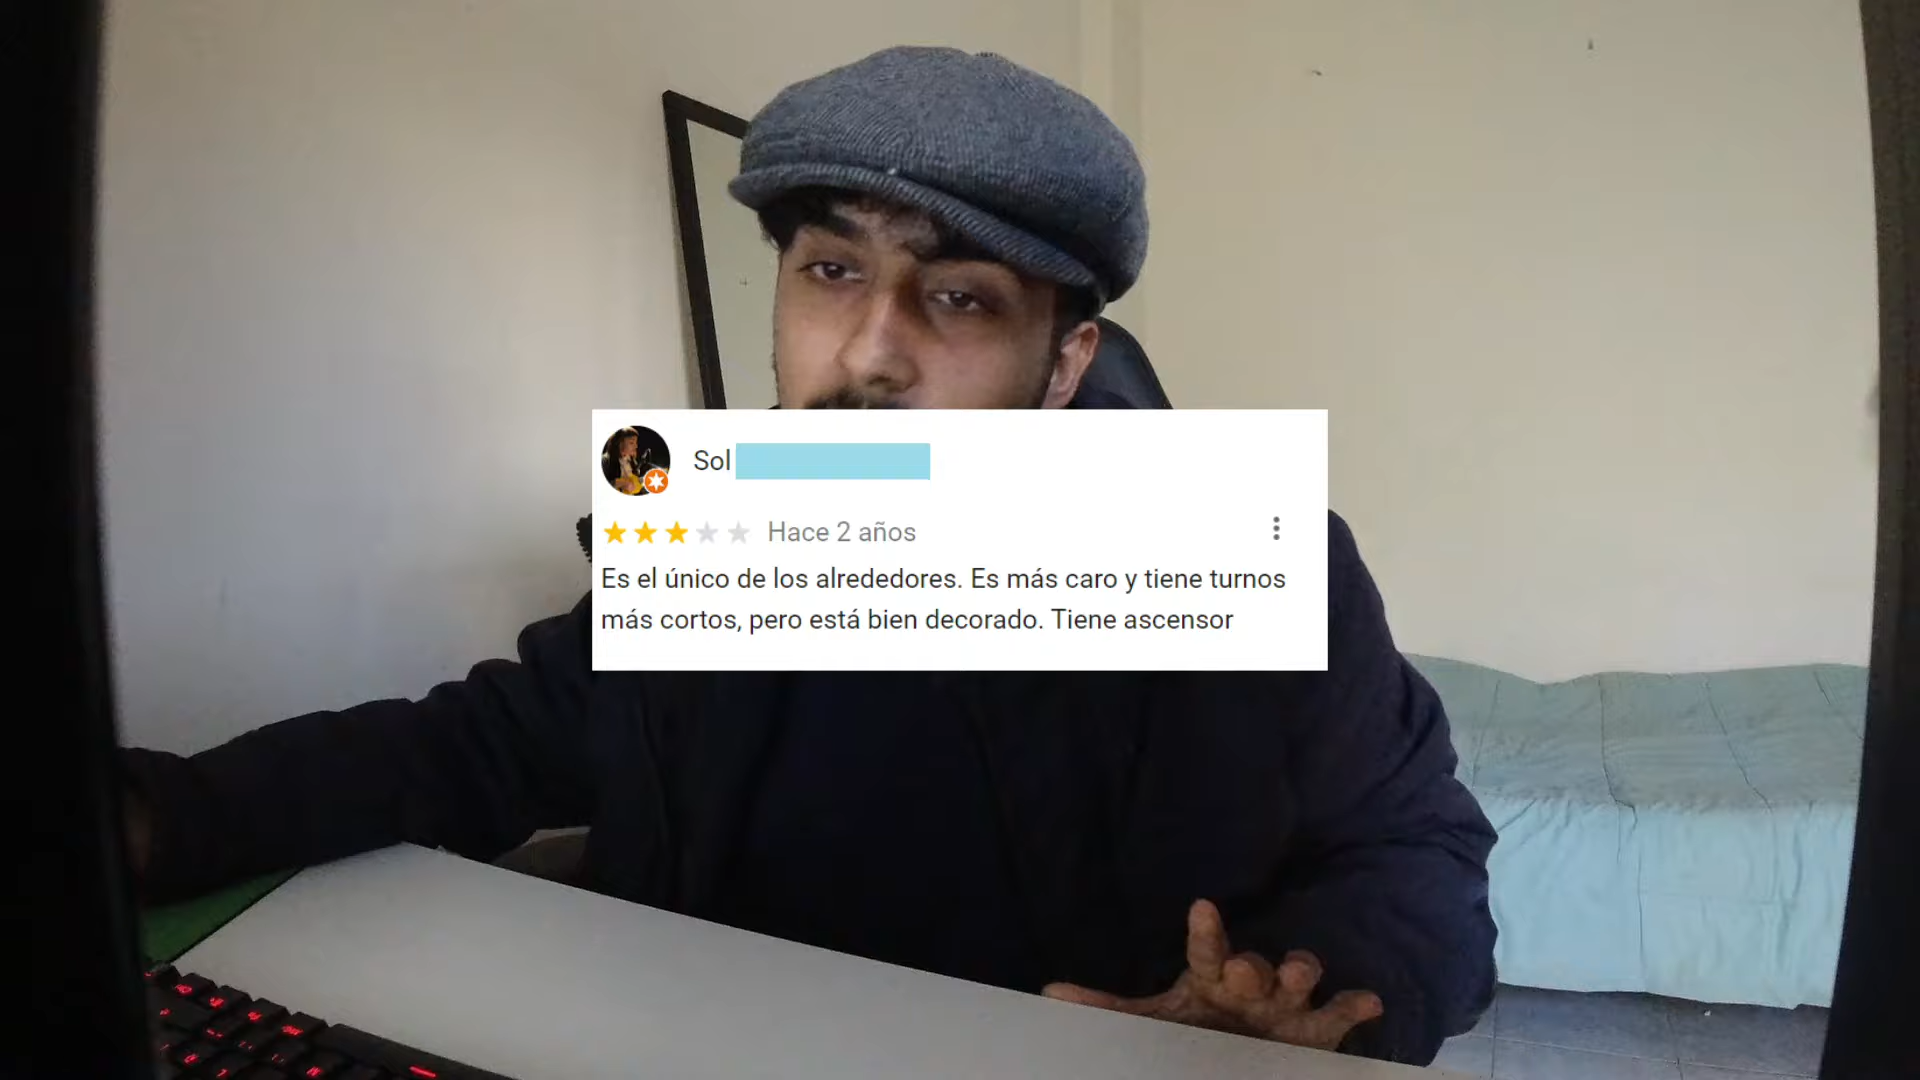 Sol
Hace 2 años
Es el único de los alrededores. Es más caro y tiene turnos
más cortos, pero está bien decorado. Tiene ascensor